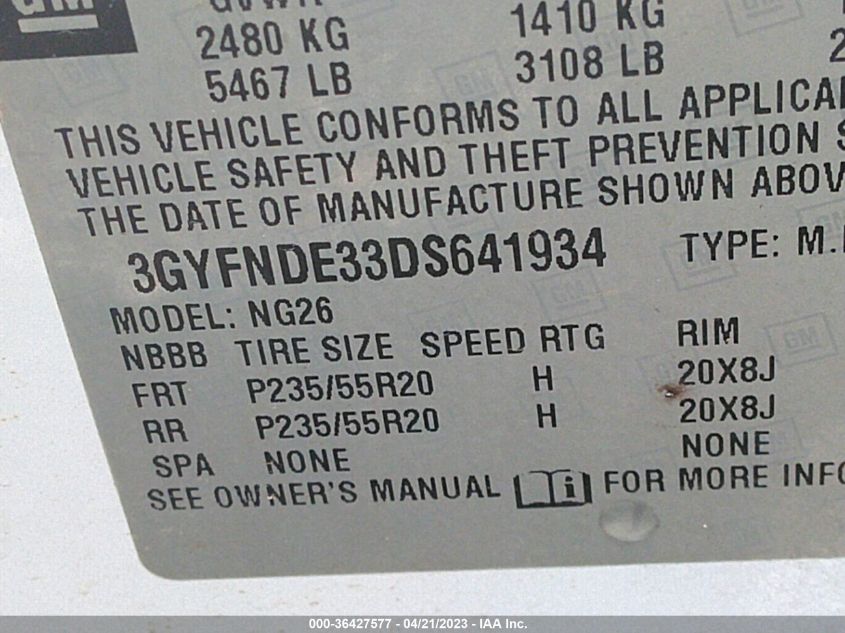 GM
GVWR
2480 KG 1410 KG
5467 LB 3108 LB 2
THIS VEHICLE CONFORMS TO ALL APPLICA
VEHICLE SAFETY AND THEFT PREVENTION S
THE DATE OF MANUFACTURE SHOWN ABOV
3GYFNDE33DS641934 TYPE: M.
MODEL: NG26
NBBB TIRE SIZE SPEED RTG RIM
FRT P235/55R20 H 20X8J
RR P235/55R20 H 20X8J
SPA NONE NONE
SEE OWNER'S MANUAL i FOR MORE INFO
000-36427577 - 04/21/2023 - IAA Inc.